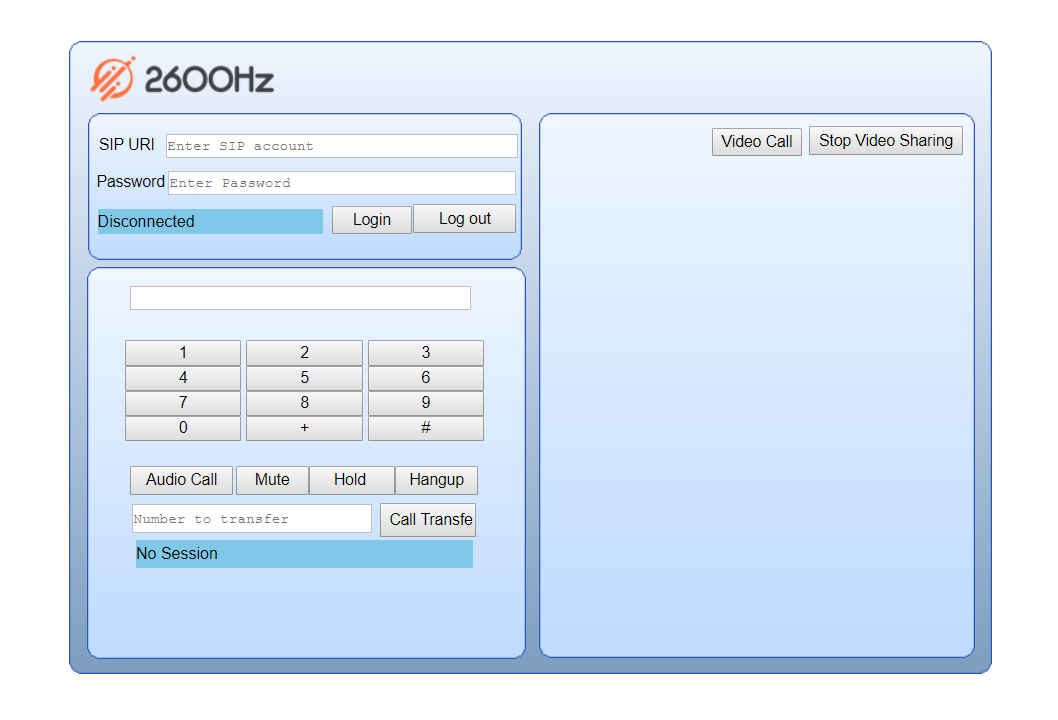 2600Hz
SIP URI Enter SIP account
Password Enter Password
Disconnected Login Log out
1 2 3
4 5 6
7 8 9
0 + #
Audio Call Mute Hold Hangup
Number to transfer Call Transfe
No Session
Video Call Stop Video Sharing